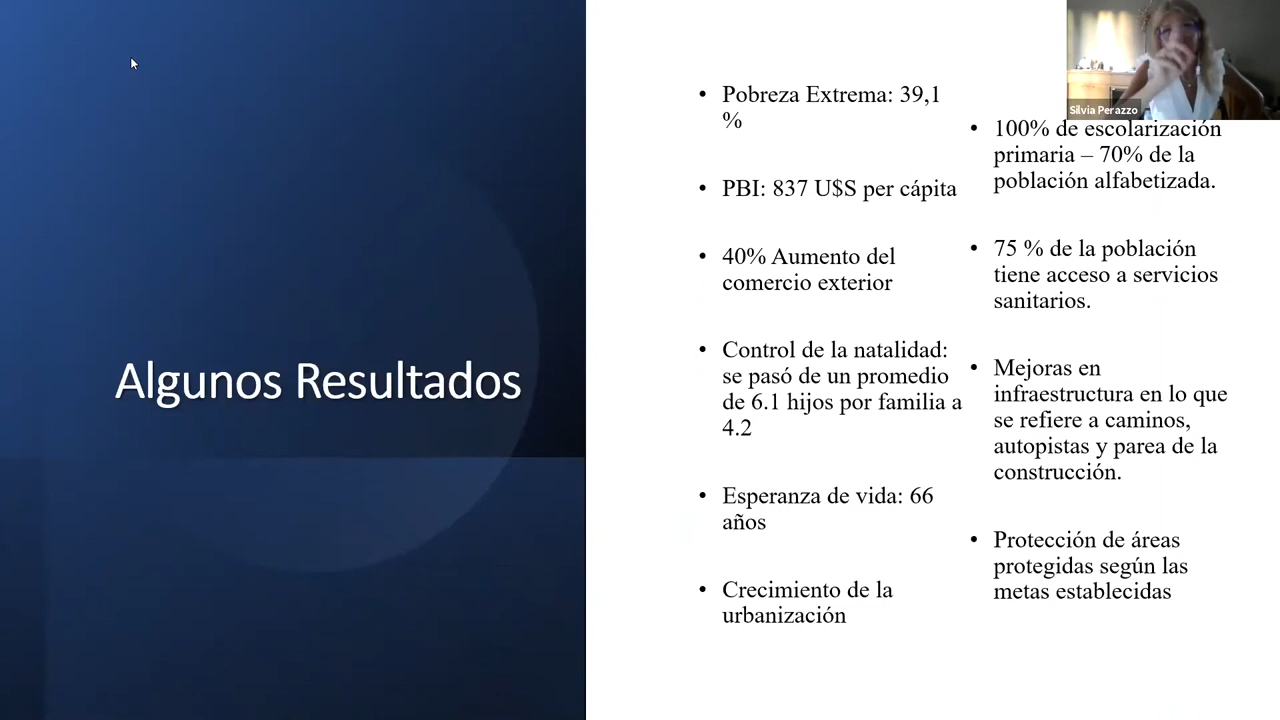 Algunos Resultados
• Pobreza Extrema: 39,1
%
• PBI: 837 U$S per cápita
• 40% Aumento del
comercio exterior
• Control de la natalidad:
se pasó de un promedio
de 6.1 hijos por familia a
4.2
• Esperanza de vida: 66
años
• Crecimiento de la
urbanización
Silvia Perazzo
• 100% de escolarización
primaria – 70% de la
población alfabetizada.
• 75 % de la población
tiene acceso a servicios
sanitarios.
• Mejoras en
infraestructura en lo que
se refiere a caminos,
autopistas y parea de la
construcción.
• Protección de áreas
protegidas según las
metas establecidas